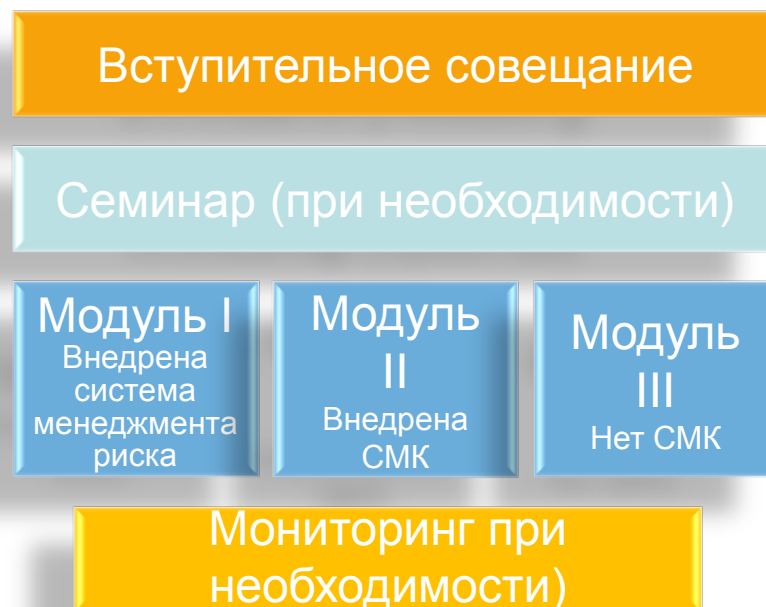 Вступительное совещание
Семинар (при необходимости)
Модуль I
Внедрена
система
менеджмента
риска
Модуль
II
Внедрена
СМК
Модуль
III
Нет СМК
Мониторинг при
необходимости)